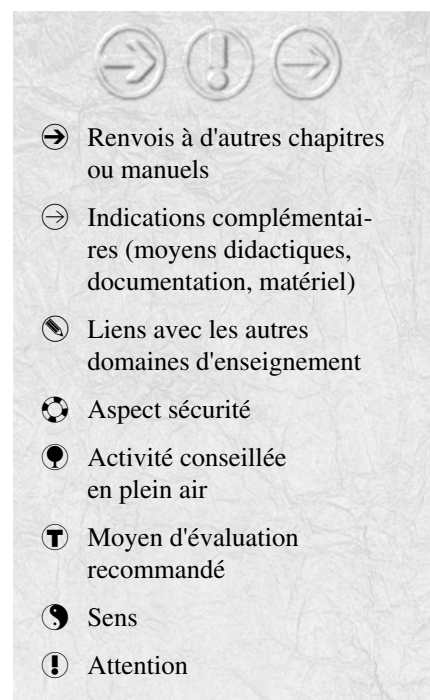 Renvois à d'autres chapitres
ou manuels
Indications complémentai-
res (moyens didactiques,
documentation, matériel)
Liens avec les autres
domaines d'enseignement
Aspect sécurité
Activité conseillée
en plein air
T Moyen d'évaluation
recommandé
Sens
! Attention